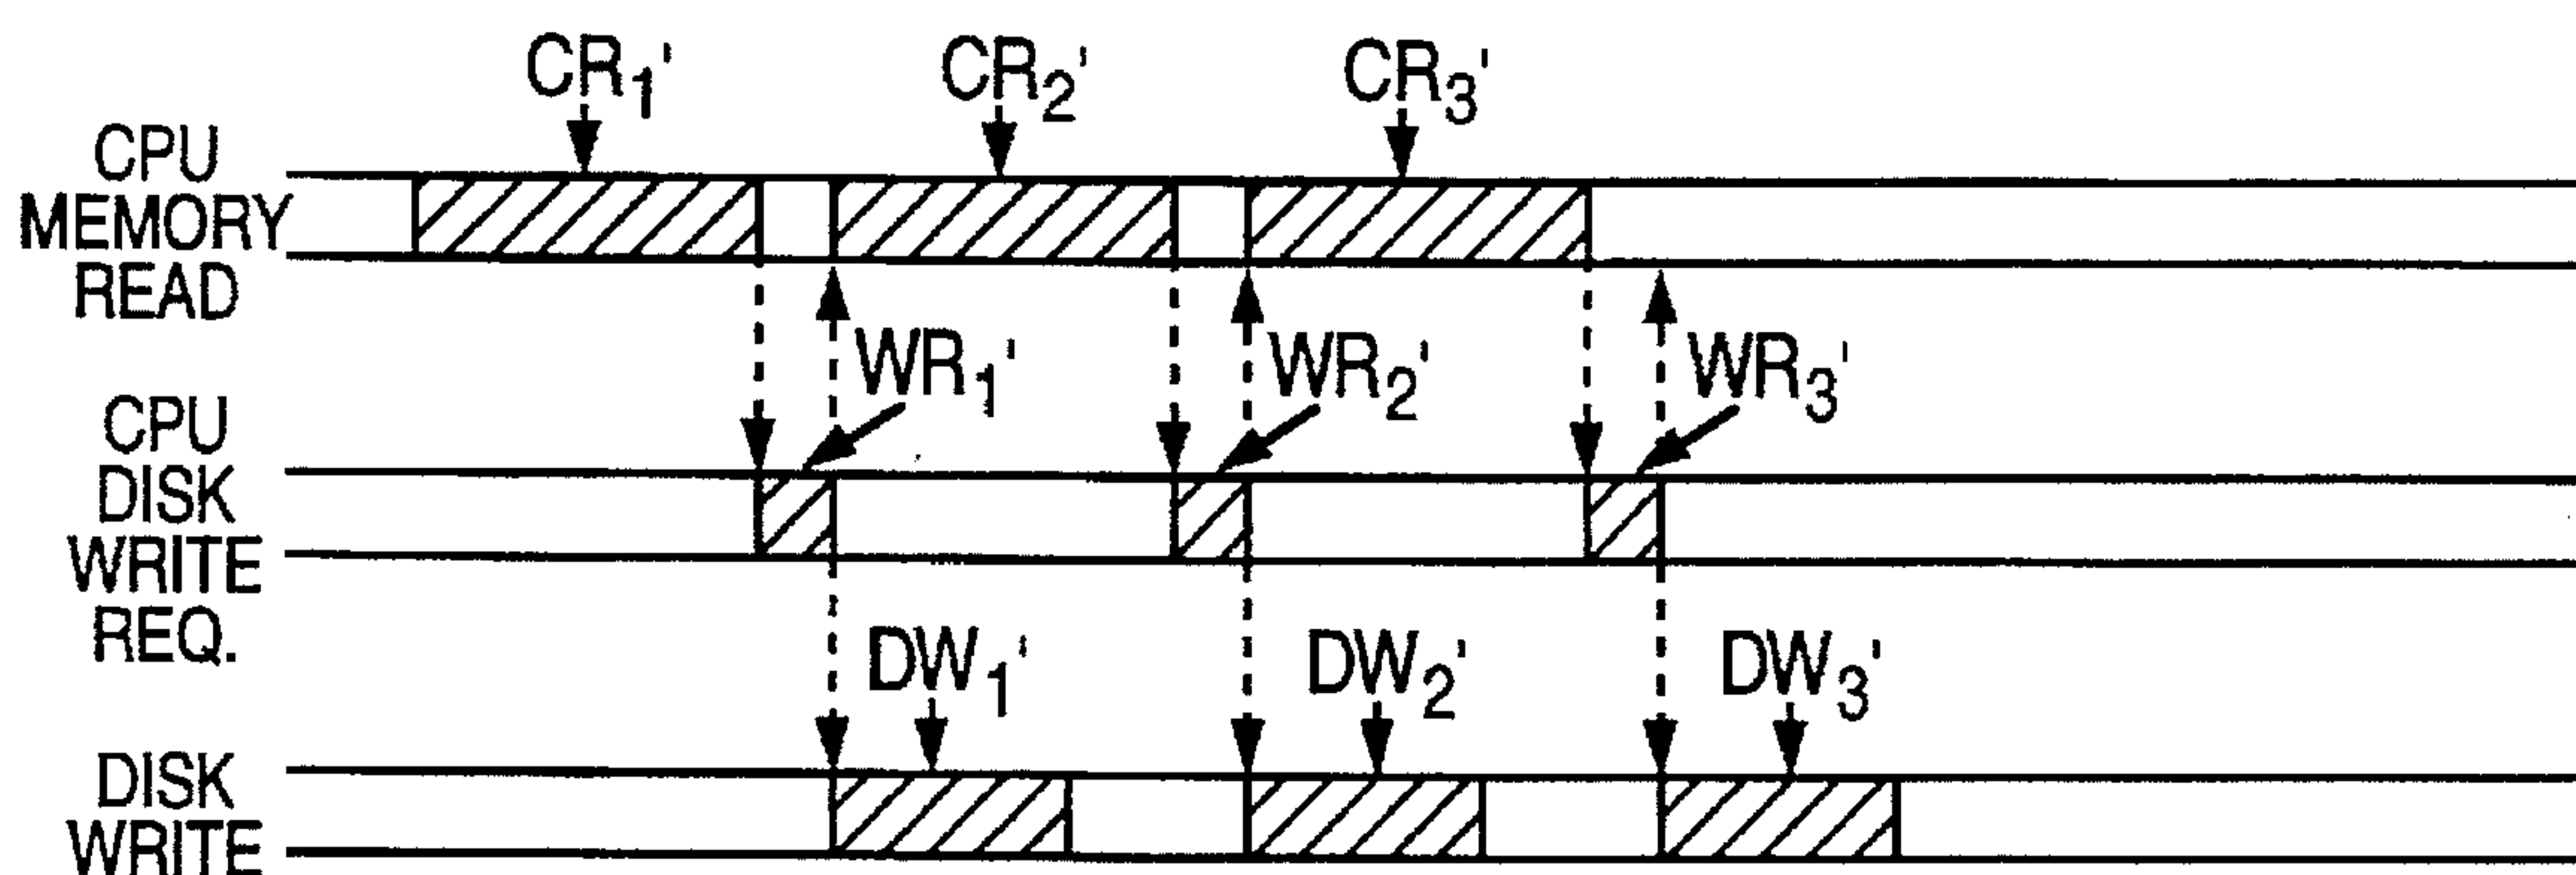 CR₁' CR₂' CR₃'
CPU
MEMORY
READ
WR₁' WR₂' WR₃'
CPU
DISK
WRITE
REQ.
DW₁' DW₂' DW₃'
DISK
WRITE